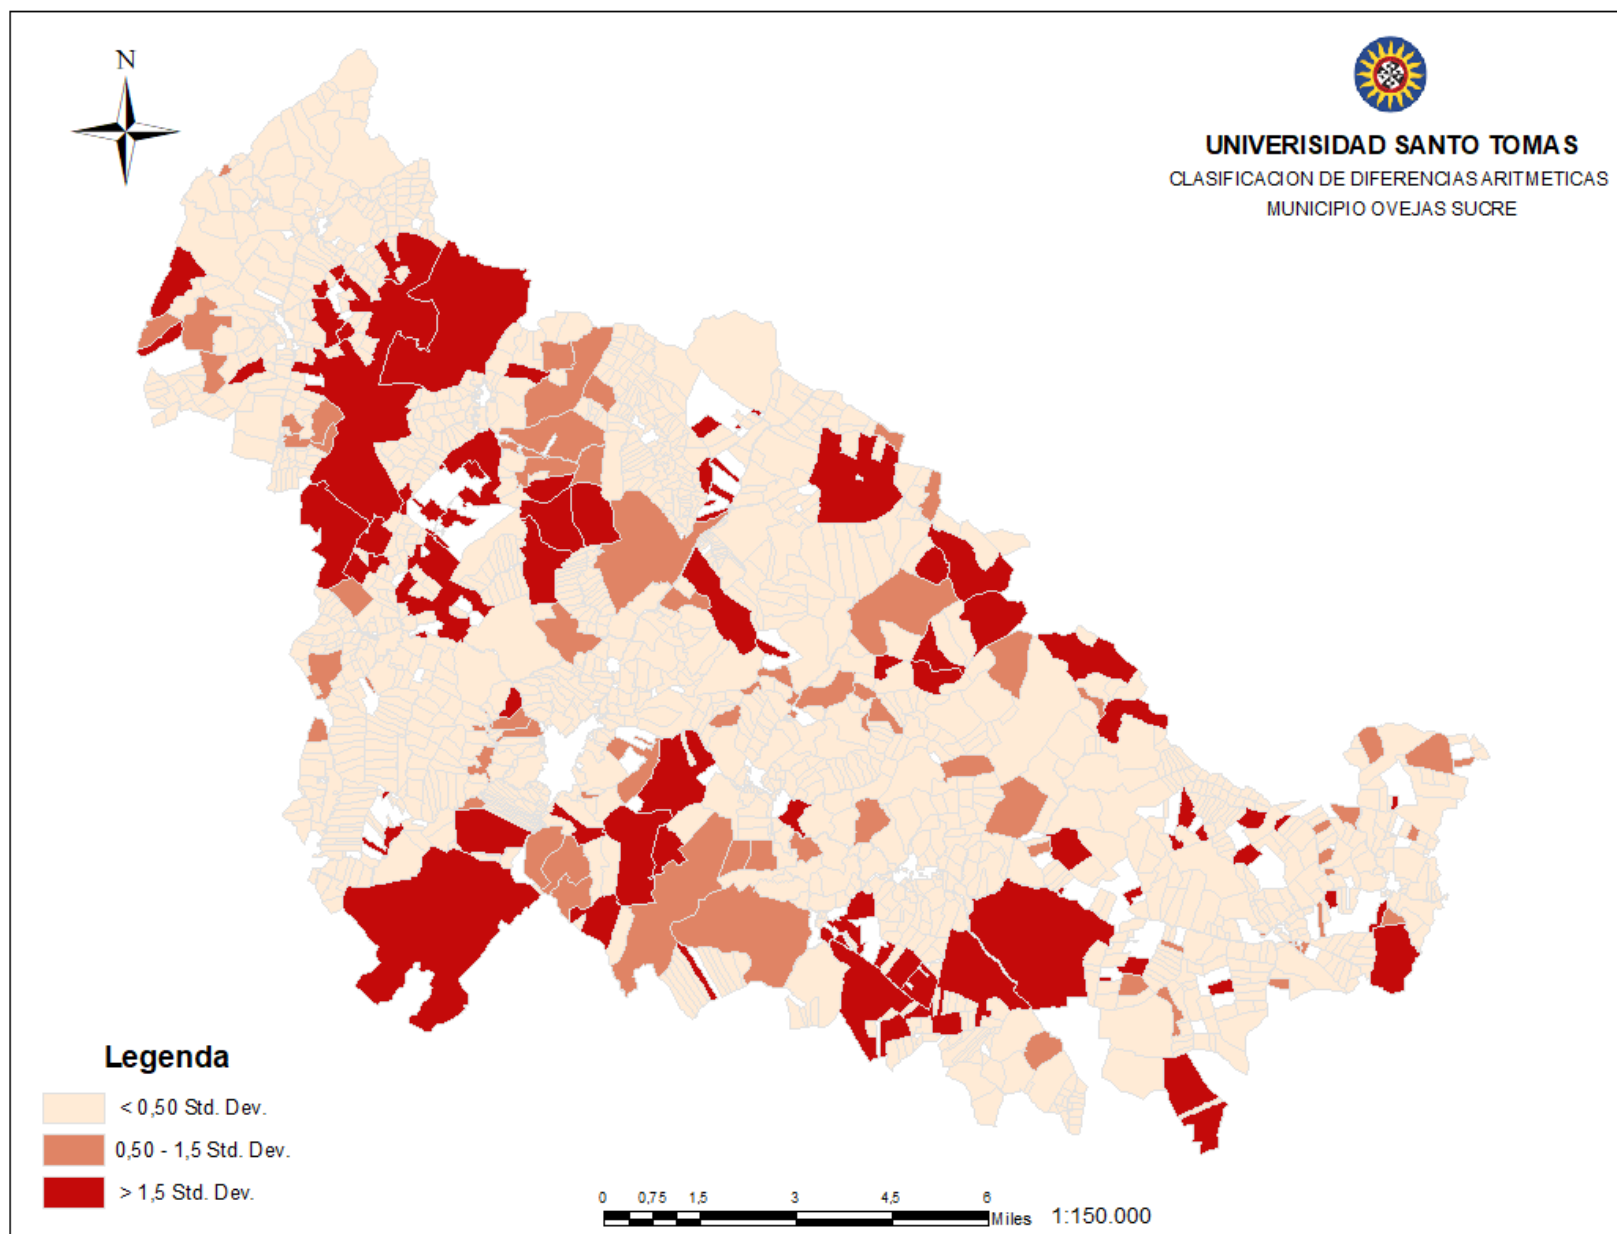 N
UNIVERISIDAD SANTO TOMAS
CLASIFICACION DE DIFERENCIAS ARITMETICAS
MUNICIPIO OVEJAS SUCRE
Legenda
< 0,50 Std. Dev.
0,50 - 1,5 Std. Dev.
> 1,5 Std. Dev.
0 0,75 1,5 3 4,5 6
Miles 1:150.000